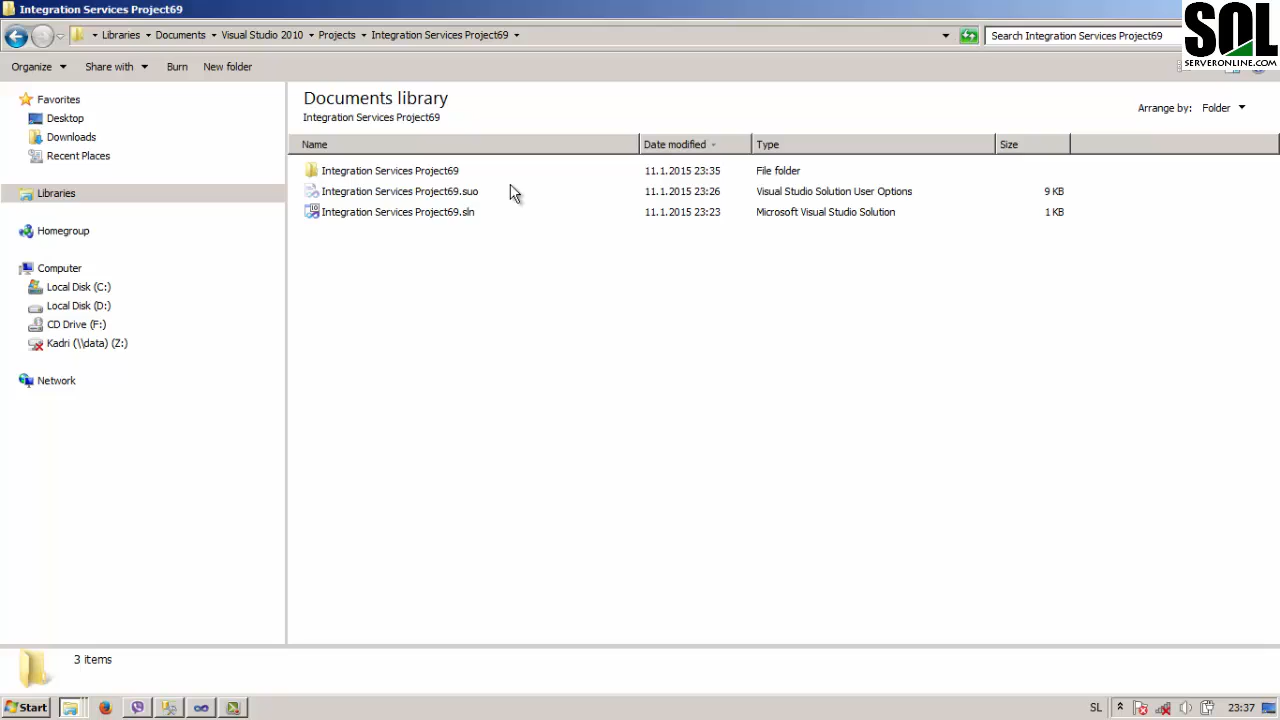 Integration Services Project69
SQL
SERVERONLINE.COM
Libraries Documents Visual Studio 2010 Projects Integration Services Project69
Search Integration Services Project69
Organize Share with Burn New folder
Favorites
Desktop
Downloads
Recent Places
Libraries
Homegroup
Computer
Local Disk (C:)
Local Disk (D:)
CD Drive (F:)
Kadri (\\data) (Z:)
Network
Documents library
Integration Services Project69
Arrange by: Folder
Name Date modified Type Size
Integration Services Project69 11.1.2015 23:35 File folder
Integration Services Project69.suo 11.1.2015 23:26 Visual Studio Solution User Options 9 KB
Integration Services Project69.sln 11.1.2015 23:23 Microsoft Visual Studio Solution 1 KB
3 items
Start
SL
23:37